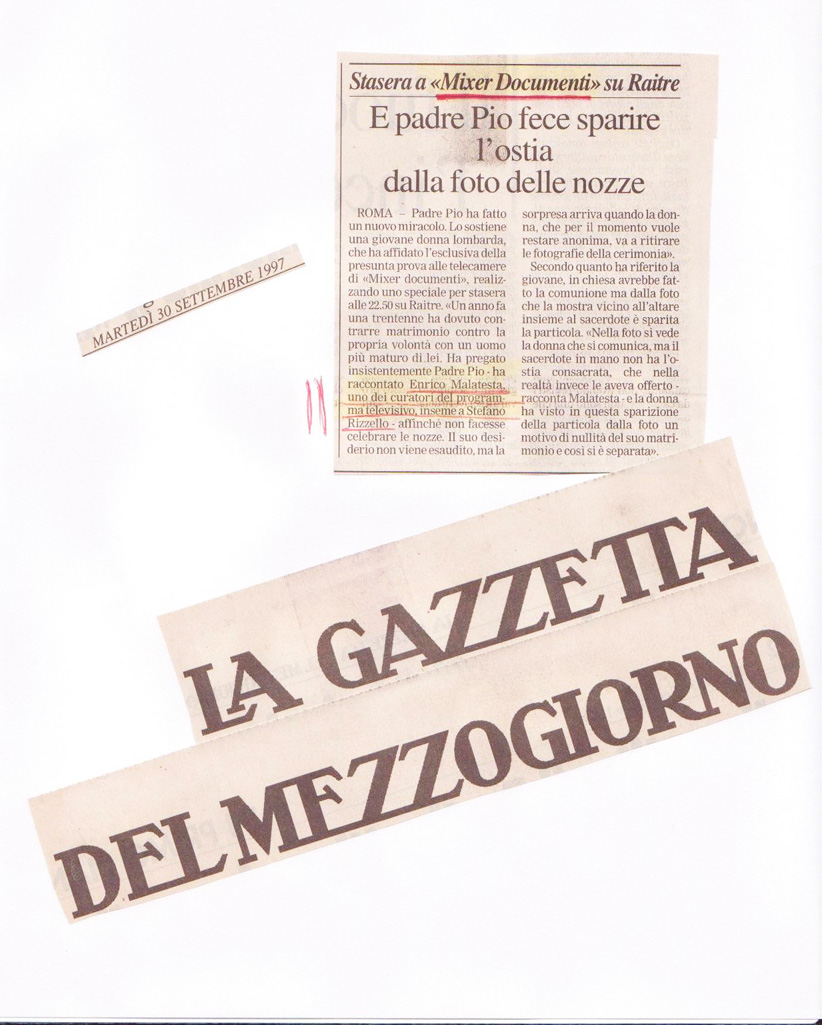 Stasera a «Mixer Documenti» su Raitre
E padre Pio fece sparire
l'ostia
dalla foto delle nozze
ROMA – Padre Pio ha fatto
un nuovo miracolo. Lo sostiene
una giovane donna lombarda,
che ha affidato l'esclusiva della
presunta prova alle telecamere
di «Mixer documenti», realiz-
zando uno speciale per stasera
alle 22.50 su Raitre. «Un anno fa
una trentenne ha dovuto con-
trarre matrimonio contro la
propria volontà con un uomo
più maturo di lei. Ha pregato
insistentemente Padre Pio - ha
raccontato Enrico Malatesta,
uno dei curatori del program-
ma televisivo, inseme a Stefano
Rizzello - affinché non facesse
celebrare le nozze. Il suo desi-
derio non viene esaudito, ma la
sorpresa arriva quando la don-
na, che per il momento vuole
restare anonima, va a ritirare
le fotografie della cerimonia».
Secondo quanto ha riferito la
giovane, in chiesa avrebbe fat-
to la comunione ma dalla foto
che la mostra vicino all'altare
insieme al sacerdote è sparita
la particola. «Nella foto si vede
la donna che si comunica, ma il
sacerdote in mano non ha l'o-
stia consacrata, che nella
realtà invece le aveva offerto -
racconta Malatesta - e la donna
ha visto in questa sparizione
della particola dalla foto un
motivo di nullità del suo matri-
monio e così si è separata».
MARTEDÌ 30 SETTEMBRE 1997
LA GAZZETTA
DEL MEZZOGIORNO